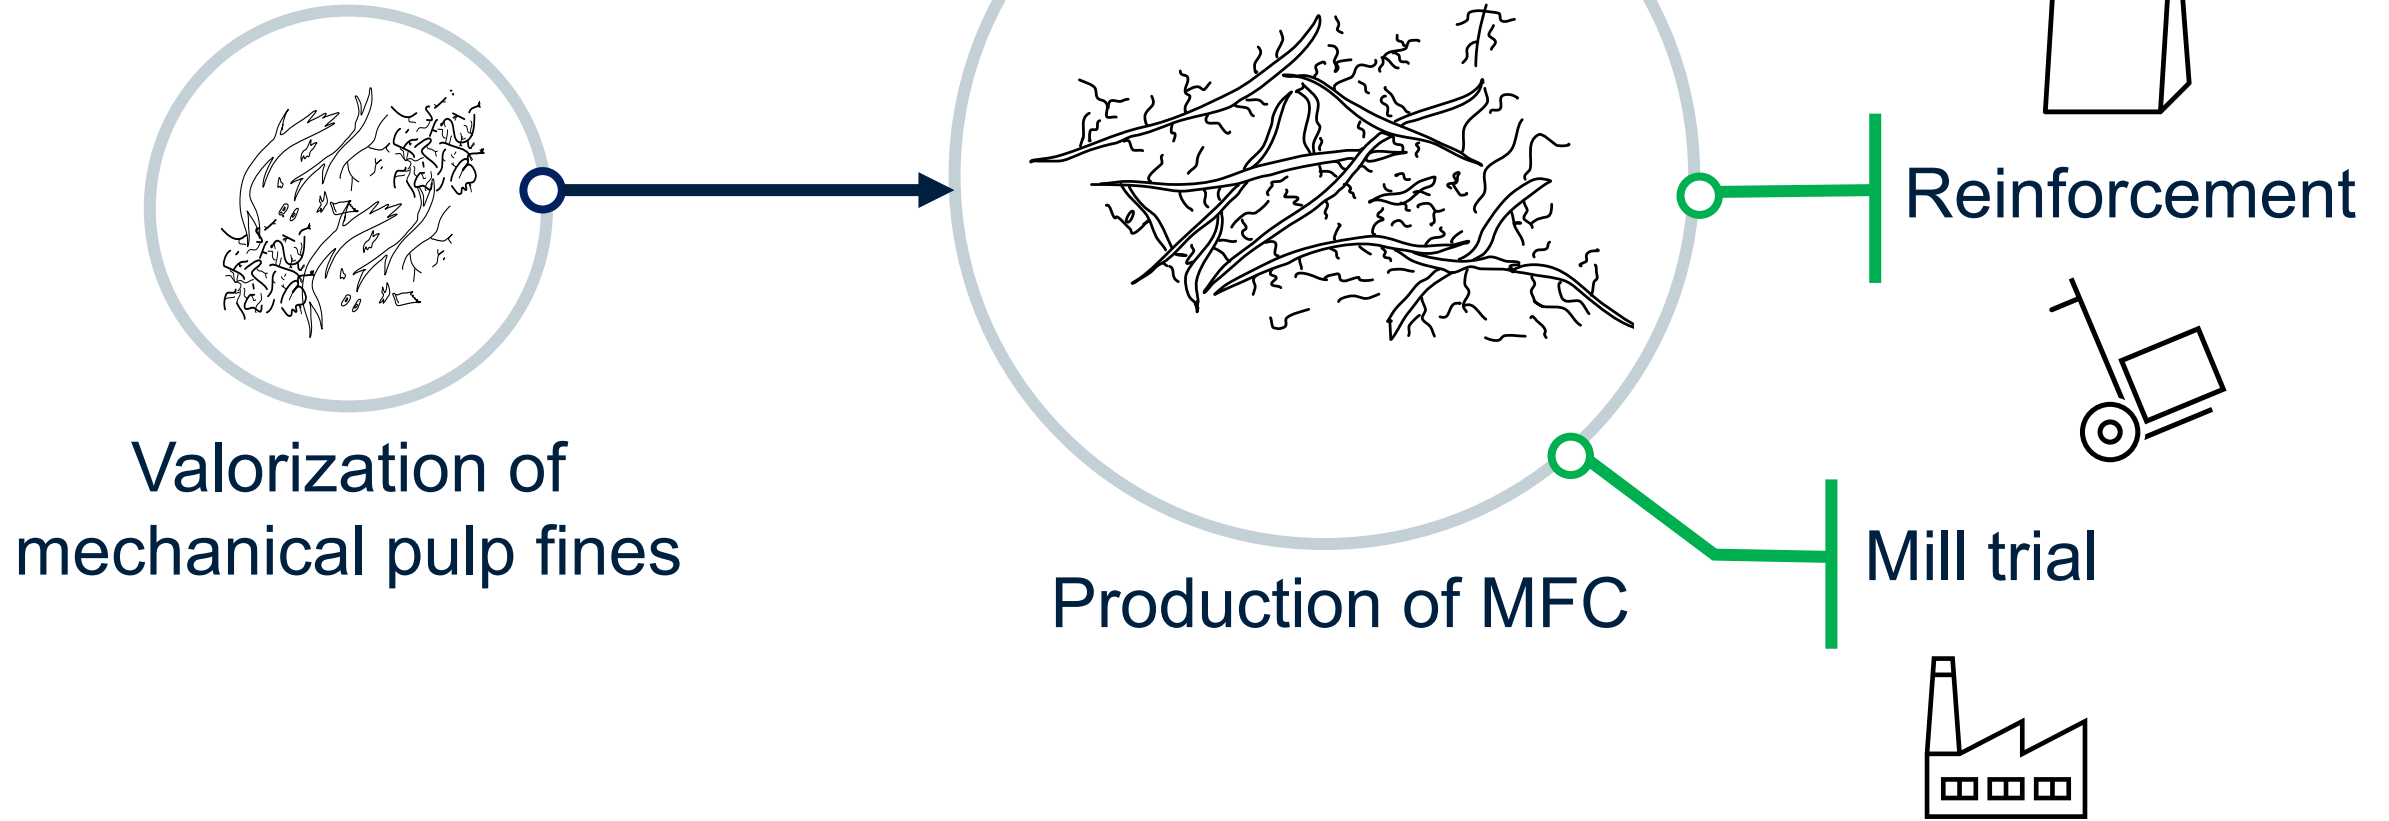 Reinforcement
Valorization of
mechanical pulp fines
Mill trial
Production of MFC